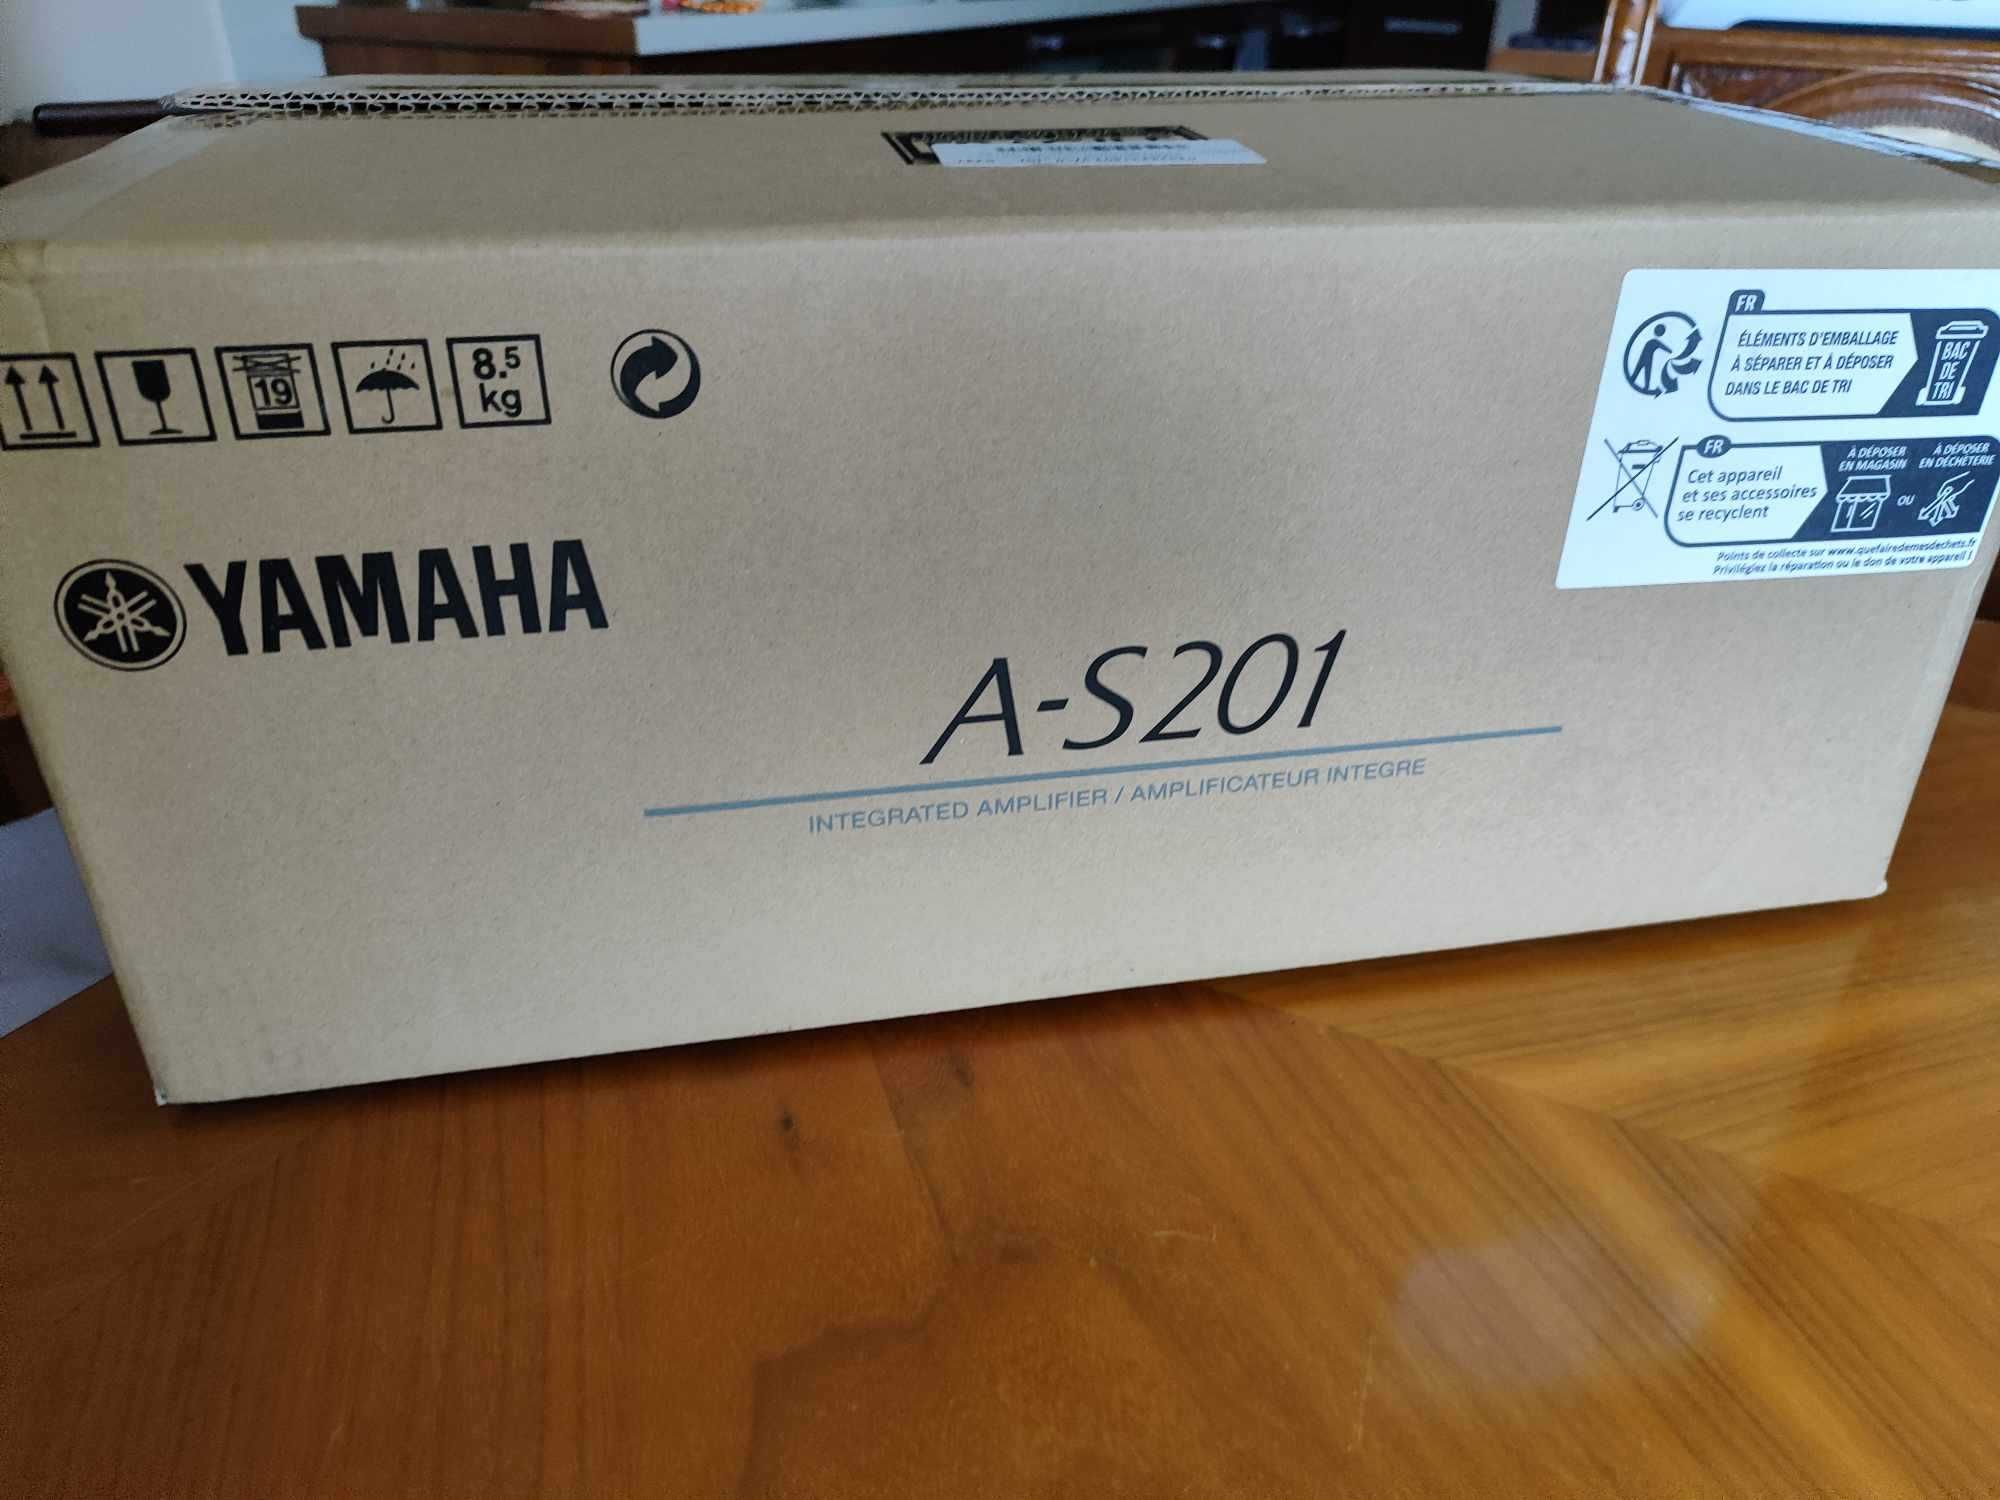 19
8.5
kg
YAMAHA
A-S201
INTEGRATED AMPLIFIER / AMPLIFICATEUR INTEGRE
FR
ÉLÉMENTS D'EMBALLAGE
À SÉPARER ET À DÉPOSER
DANS LE BAC DE TRI
BAC
DE
TRI
FR
Cet appareil
et ses accessoires
se recyclent
À DÉPOSER
EN MAGASIN
OU
À DÉPOSER
EN DÉCHÈTERIE
Points de collecte sur www.quefairedemesdechets.fr
Privilégiez la réparation ou le don de votre appareil !